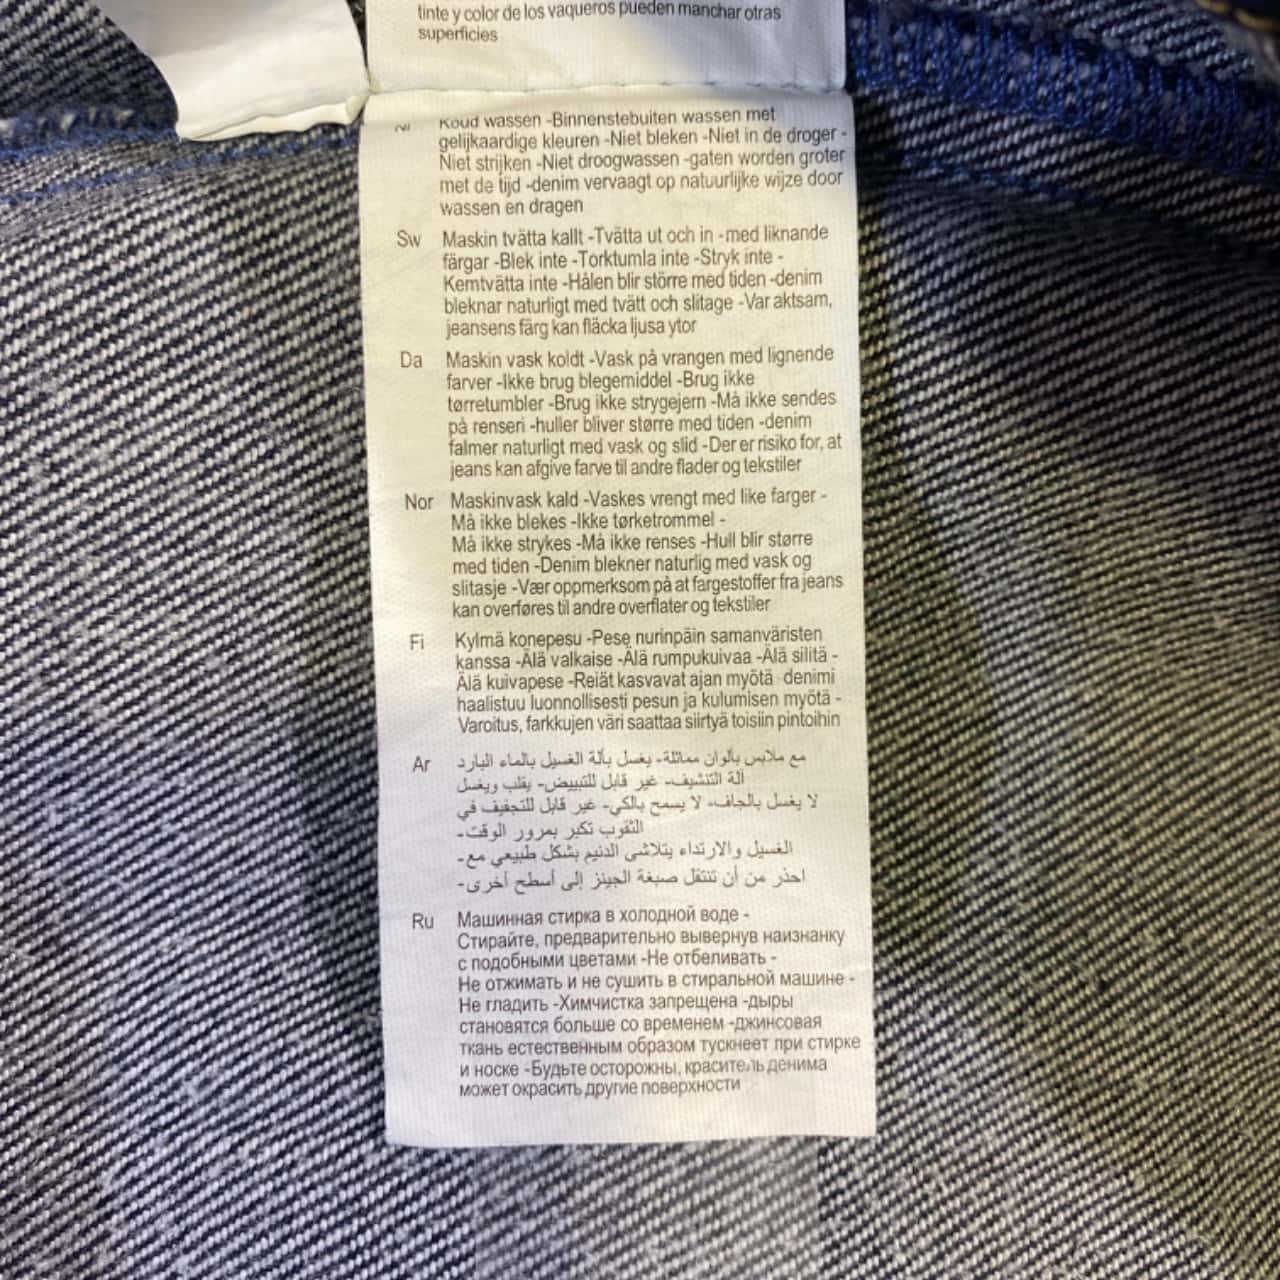 tinte y color de los vaqueros pueden manchar otras
superficies
Nl Koud wassen -Binnenstebuiten wassen met
gelijkaardige kleuren -Niet bleken -Niet in de droger -
Niet strijken -Niet droogwassen -gaten worden groter
met de tijd -denim vervaagt op natuurlijke wijze door
wassen en dragen
Sw Maskin tvätta kallt -Tvätta ut och in -med liknande
färgar -Blek inte -Torktumla inte -Stryk inte -
Kemtvätta inte -Hålen blir större med tiden -denim
bleknar naturligt med tvätt och slitage -Var aktsam,
jeansens färg kan fläcka ljusa ytor
Da Maskin vask koldt -Vask på vrangen med lignende
farver -Ikke brug blegemiddel -Brug ikke
tørretumbler -Brug ikke strygejern -Må ikke sendes
på renseri -huller bliver større med tiden -denim
falmer naturligt med vask og slid -Der er risiko for, at
jeans kan afgive farve til andre flader og tekstiler
Nor Maskinvask kald -Vaskes vrengt med like farger -
Må ikke blekes -Ikke tørketrommel -
Må ikke strykes -Må ikke renses -Hull blir større
med tiden -Denim blekner naturlig med vask og
slitasje -Vær oppmerksom på at fargestoffer fra jeans
kan overføres til andre overflater og tekstiler
Fi Kylmä konepesu -Pese nurinpäin samanväristen
kanssa -Älä valkaise -Älä rumpukuivaa -Älä silitä -
Älä kuivapese -Reiät kasvavat ajan myötä denimi
haalistuu luonnollisesti pesun ja kulumisen myötä -
Varoitus, farkkujen väri saattaa siirtyä toisiin pintoihin
Ar مع ملابس بألوان مماثلة- يغسل بآلة الغسيل بالماء البارد
آلة التنشيف- غير قابل للتبييض- يقلب ويغسل
لا يغسل بالجاف- لا يسمح بالكي- غير قابل للتجفيف في
الثقوب تكبر بمرور الوقت-
الغسيل والارتداء يتلاشى الدنيم بشكل طبيعي مع-
احذر من أن تنتقل صبغة الجينز إلى أسطح أخرى-
Ru Машинная стирка в холодной воде -
Стирайте, предварительно вывернув наизнанку
с подобными цветами -Не отбеливать -
Не отжимать и не сушить в стиральной машине -
Не гладить -Химчистка запрещена -дыры
становятся больше со временем -джинсовая
ткань естественным образом тускнеет при стирке
и носке -Будьте осторожны, краситель денима
может окрасить другие поверхности